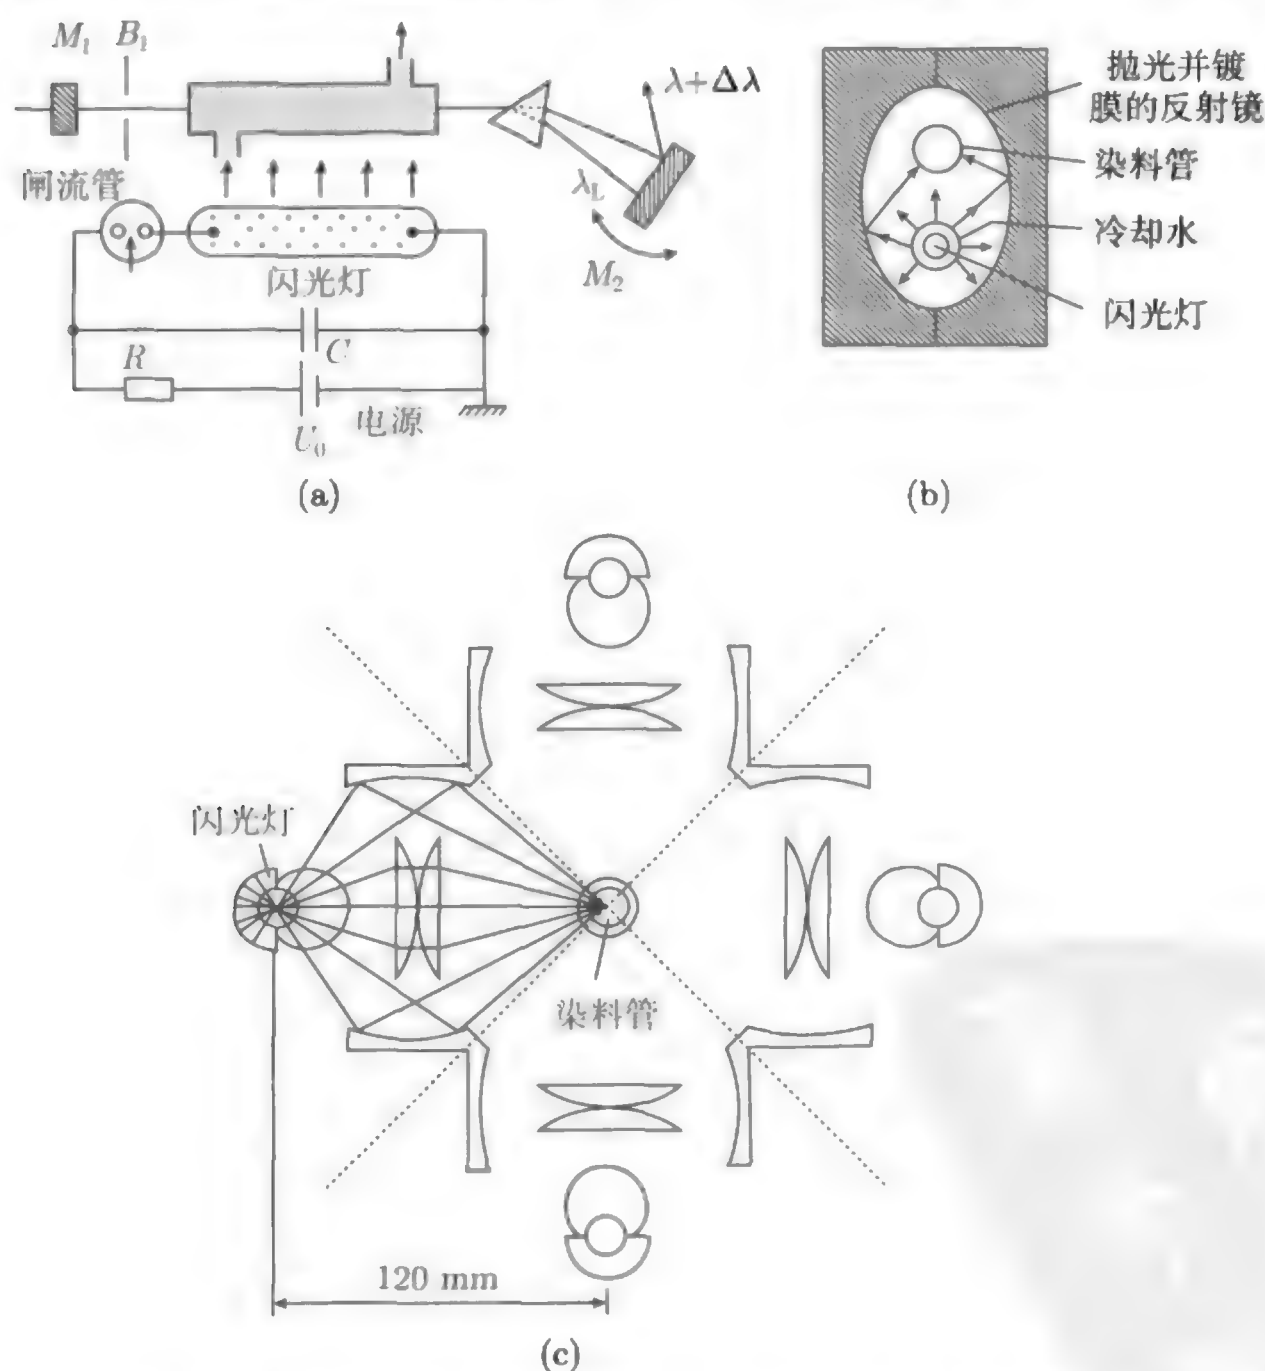 M₁ B₁
λ+Δλ
闸流管
λL
闪光灯
M₂
R
C
电源
U₀
(a)
抛光并镀
膜的反射镜
染料管
冷却水
闪光灯
(b)
闪光灯
染料管
120 mm
(c)